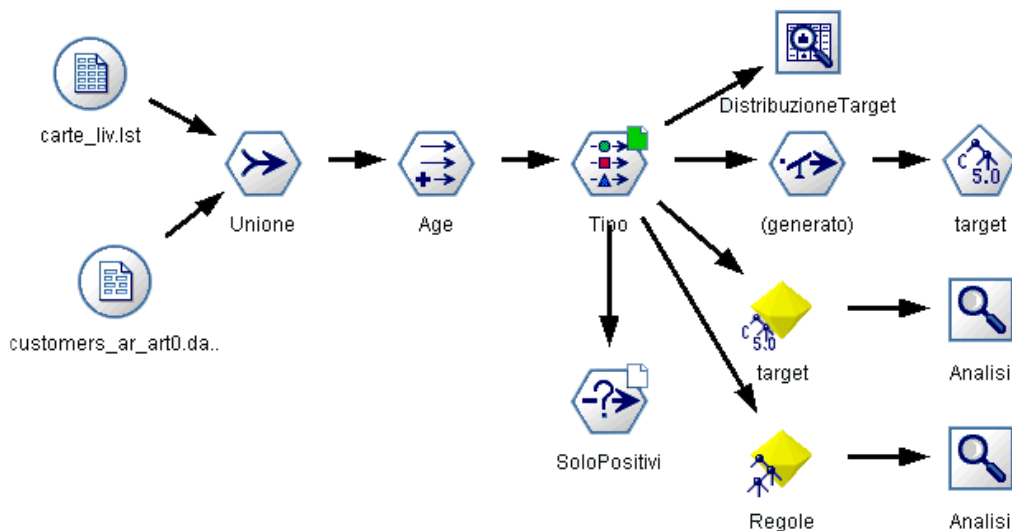 carte_liv.lst
DistribuzioneTarget
Unione
Age
Tipo
(generato)
C 5.0
target
customers_ar_art0.da..
C 5.0
target
Analisi
SoloPositivi
Regole
Analisi